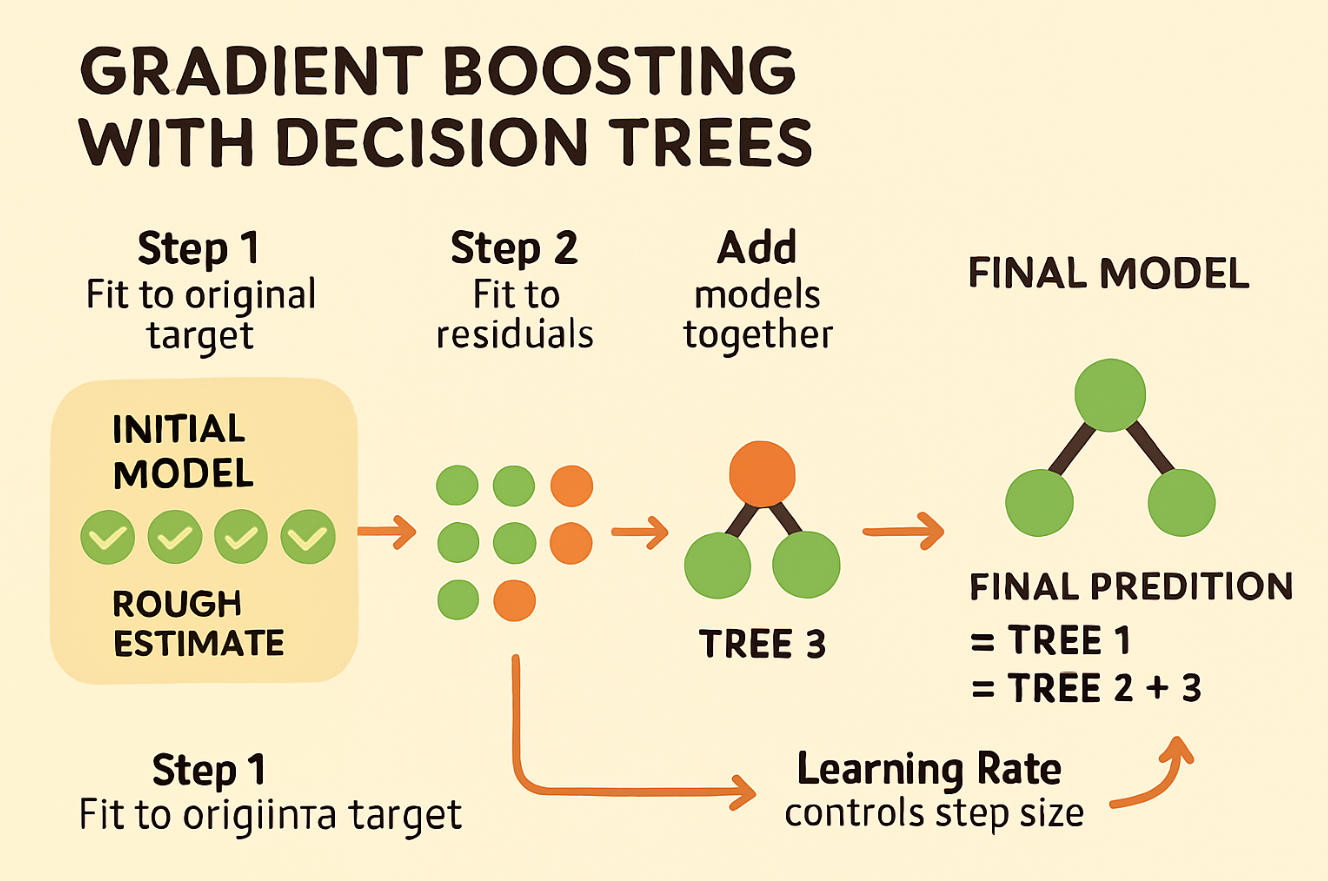 GRADIENT BOOSTING
WITH DECISION TREES
Step 1
Fit to original
target
Step 2
Fit to
residuals
Add
models
together
FINAL MODEL
INITIAL
MODEL
ROUGH
ESTIMATE
TREE 3
FINAL PREDITION
= TREE 1
= TREE 2 + 3
Step 1
Fit to origiinта target
Learning Rate
controls step size